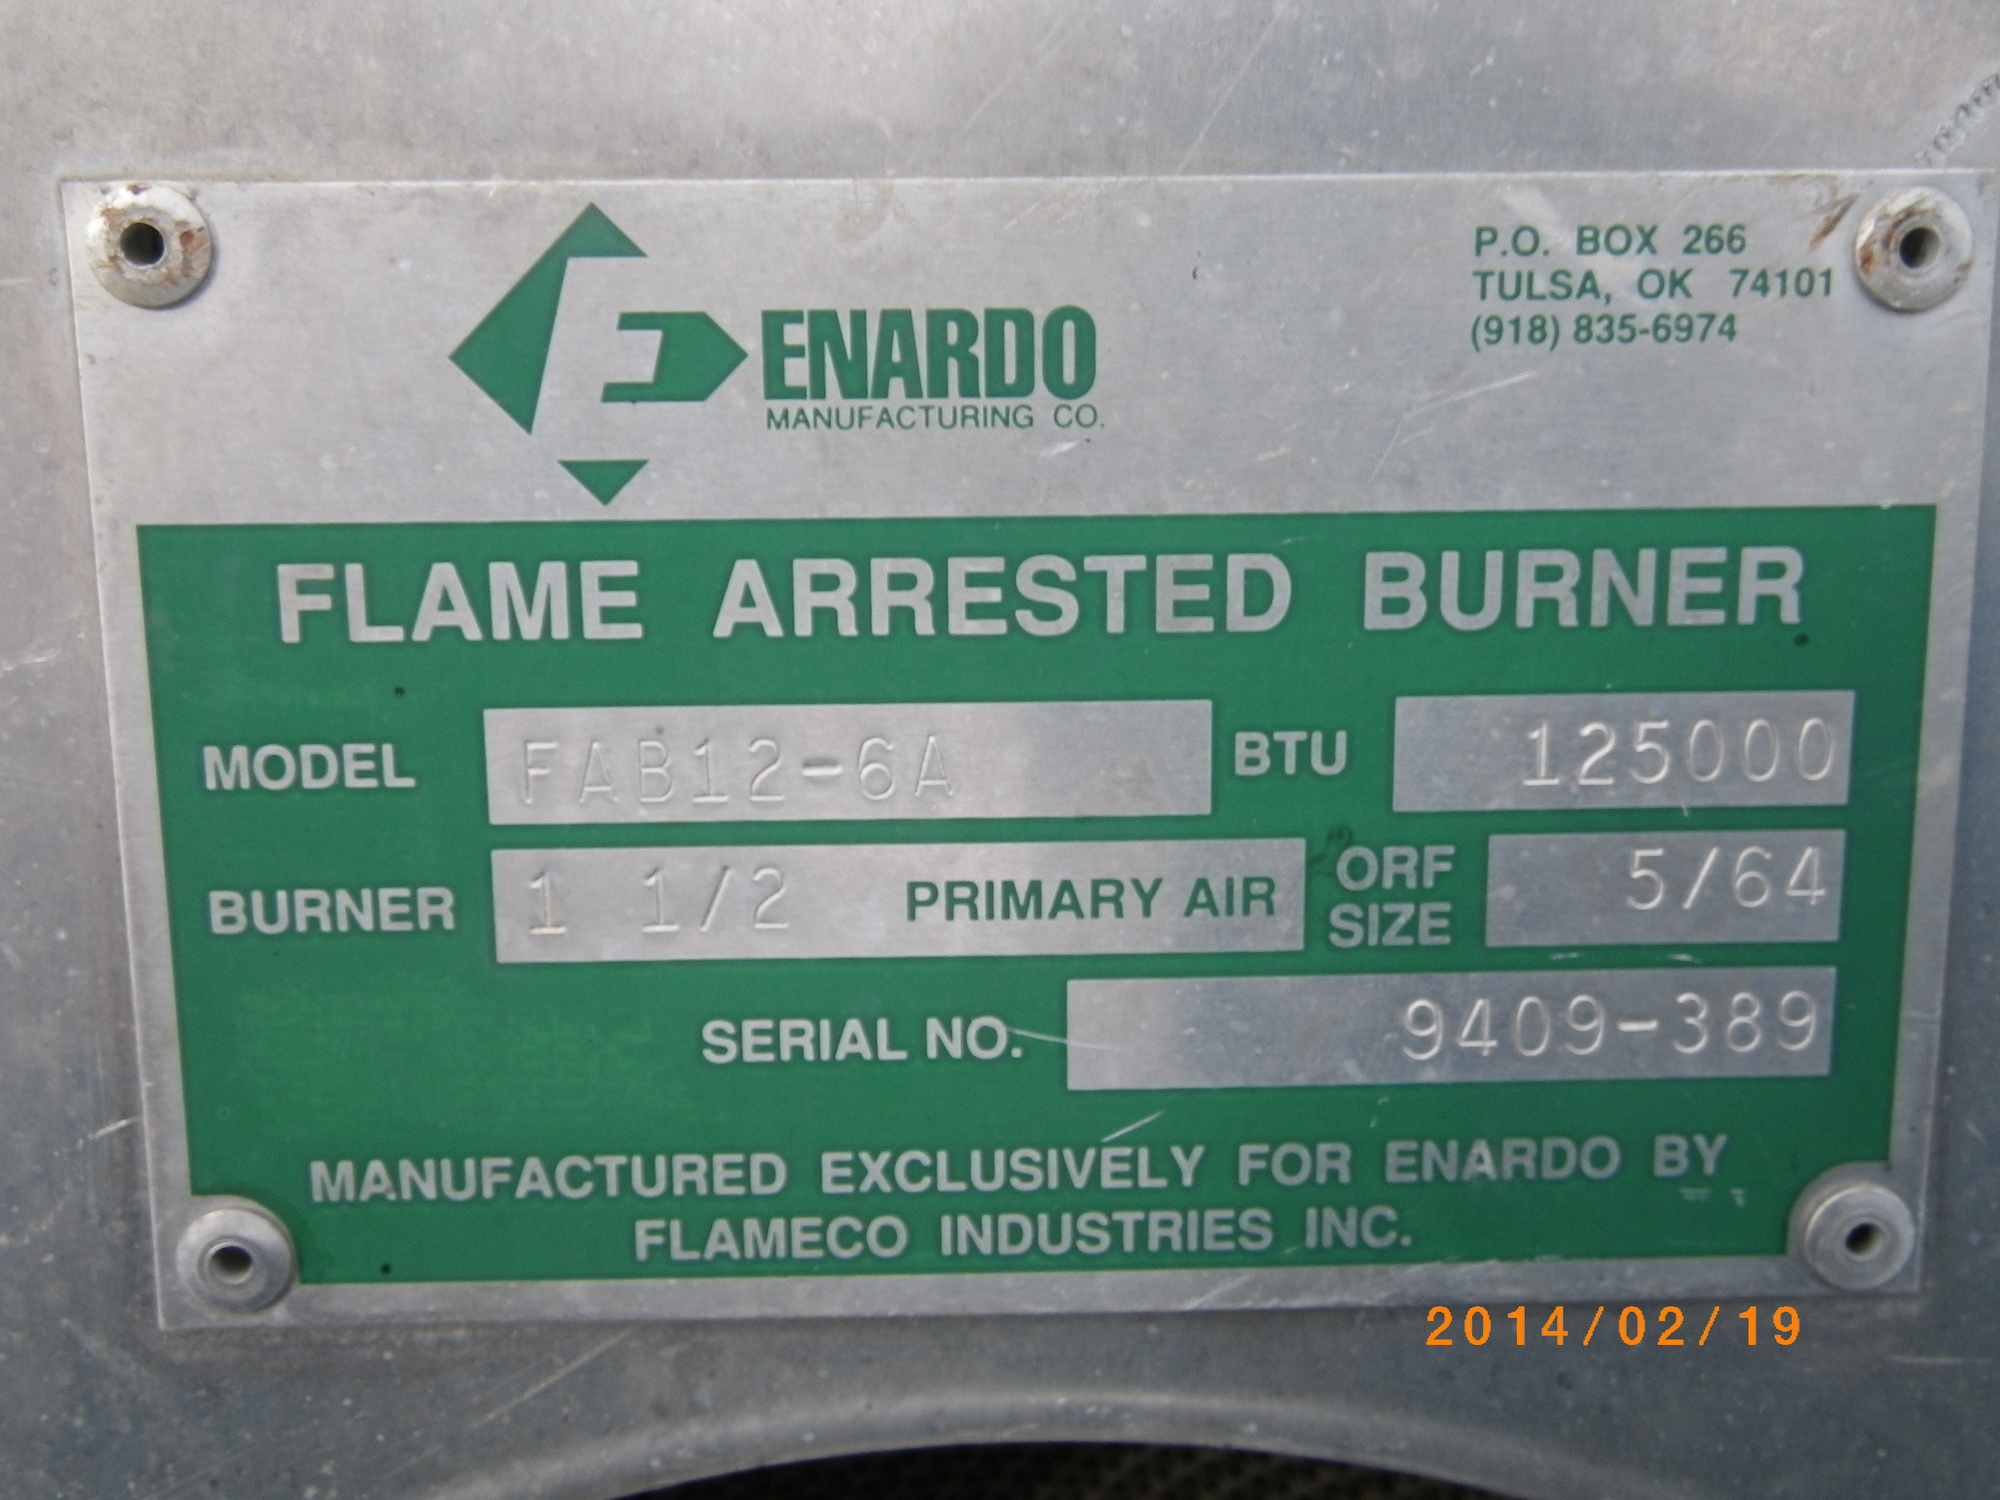 ENARDO
MANUFACTURING CO.
P.O. BOX 266
TULSA, OK 74101
(918) 835-6974
FLAME ARRESTED BURNER
MODEL FAB12-6A BTU 125000
BURNER 1 1/2 PRIMARY AIR ORF SIZE 5/64
SERIAL NO. 9409-389
MANUFACTURED EXCLUSIVELY FOR ENARDO BY
FLAMECO INDUSTRIES INC.
2014/02/19